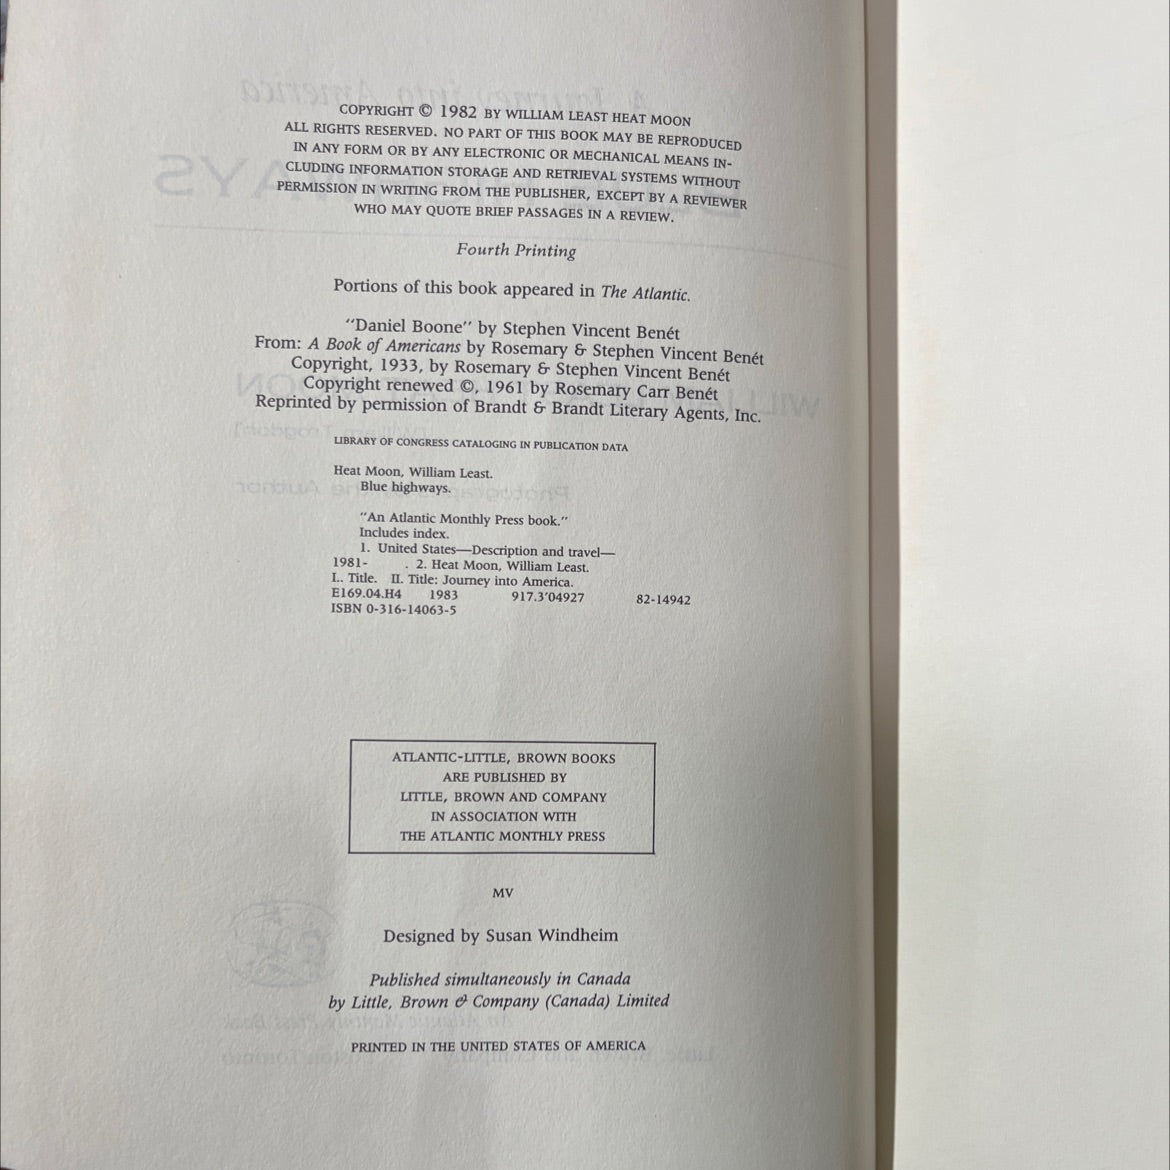 COPYRIGHT © 1982 BY WILLIAM LEAST HEAT MOON
ALL RIGHTS RESERVED. NO PART OF THIS BOOK MAY BE REPRODUCED
IN ANY FORM OR BY ANY ELECTRONIC OR MECHANICAL MEANS IN-
CLUDING INFORMATION STORAGE AND RETRIEVAL SYSTEMS WITHOUT
PERMISSION IN WRITING FROM THE PUBLISHER, EXCEPT BY A REVIEWER
WHO MAY QUOTE BRIEF PASSAGES IN A REVIEW.
Fourth Printing
Portions of this book appeared in The Atlantic.
"Daniel Boone" by Stephen Vincent Benét
From: A Book of Americans by Rosemary & Stephen Vincent Benét
Copyright, 1933, by Rosemary & Stephen Vincent Benét
Copyright renewed ©, 1961 by Rosemary Carr Benét
Reprinted by permission of Brandt & Brandt Literary Agents, Inc.
LIBRARY OF CONGRESS CATALOGING IN PUBLICATION DATA
Heat Moon, William Least.
Blue highways.
"An Atlantic Monthly Press book."
Includes index.
1. United States—Description and travel—
1981- . 2. Heat Moon, William Least.
I.. Title. II. Title: Journey into America.
E169.04.H4 1983 917.3'04927 82-14942
ISBN 0-316-14063-5
ATLANTIC-LITTLE, BROWN BOOKS
ARE PUBLISHED BY
LITTLE, BROWN AND COMPANY
IN ASSOCIATION WITH
THE ATLANTIC MONTHLY PRESS
MV
Designed by Susan Windheim
Published simultaneously in Canada
by Little, Brown & Company (Canada) Limited
PRINTED IN THE UNITED STATES OF AMERICA